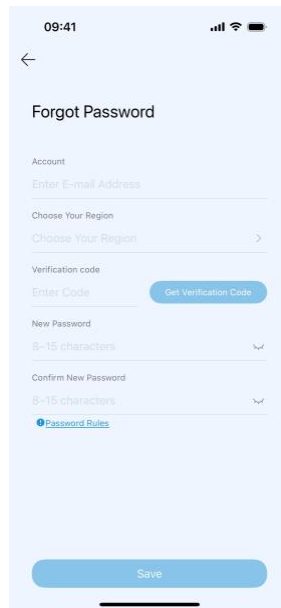 09:41
Forgot Password
Account
Enter E-mail Address
Choose Your Region
Choose Your Region
Verification code
Enter Code
Get Verification Code
New Password
8-15 characters
Confirm New Password
8-15 characters
Password Rules
Save